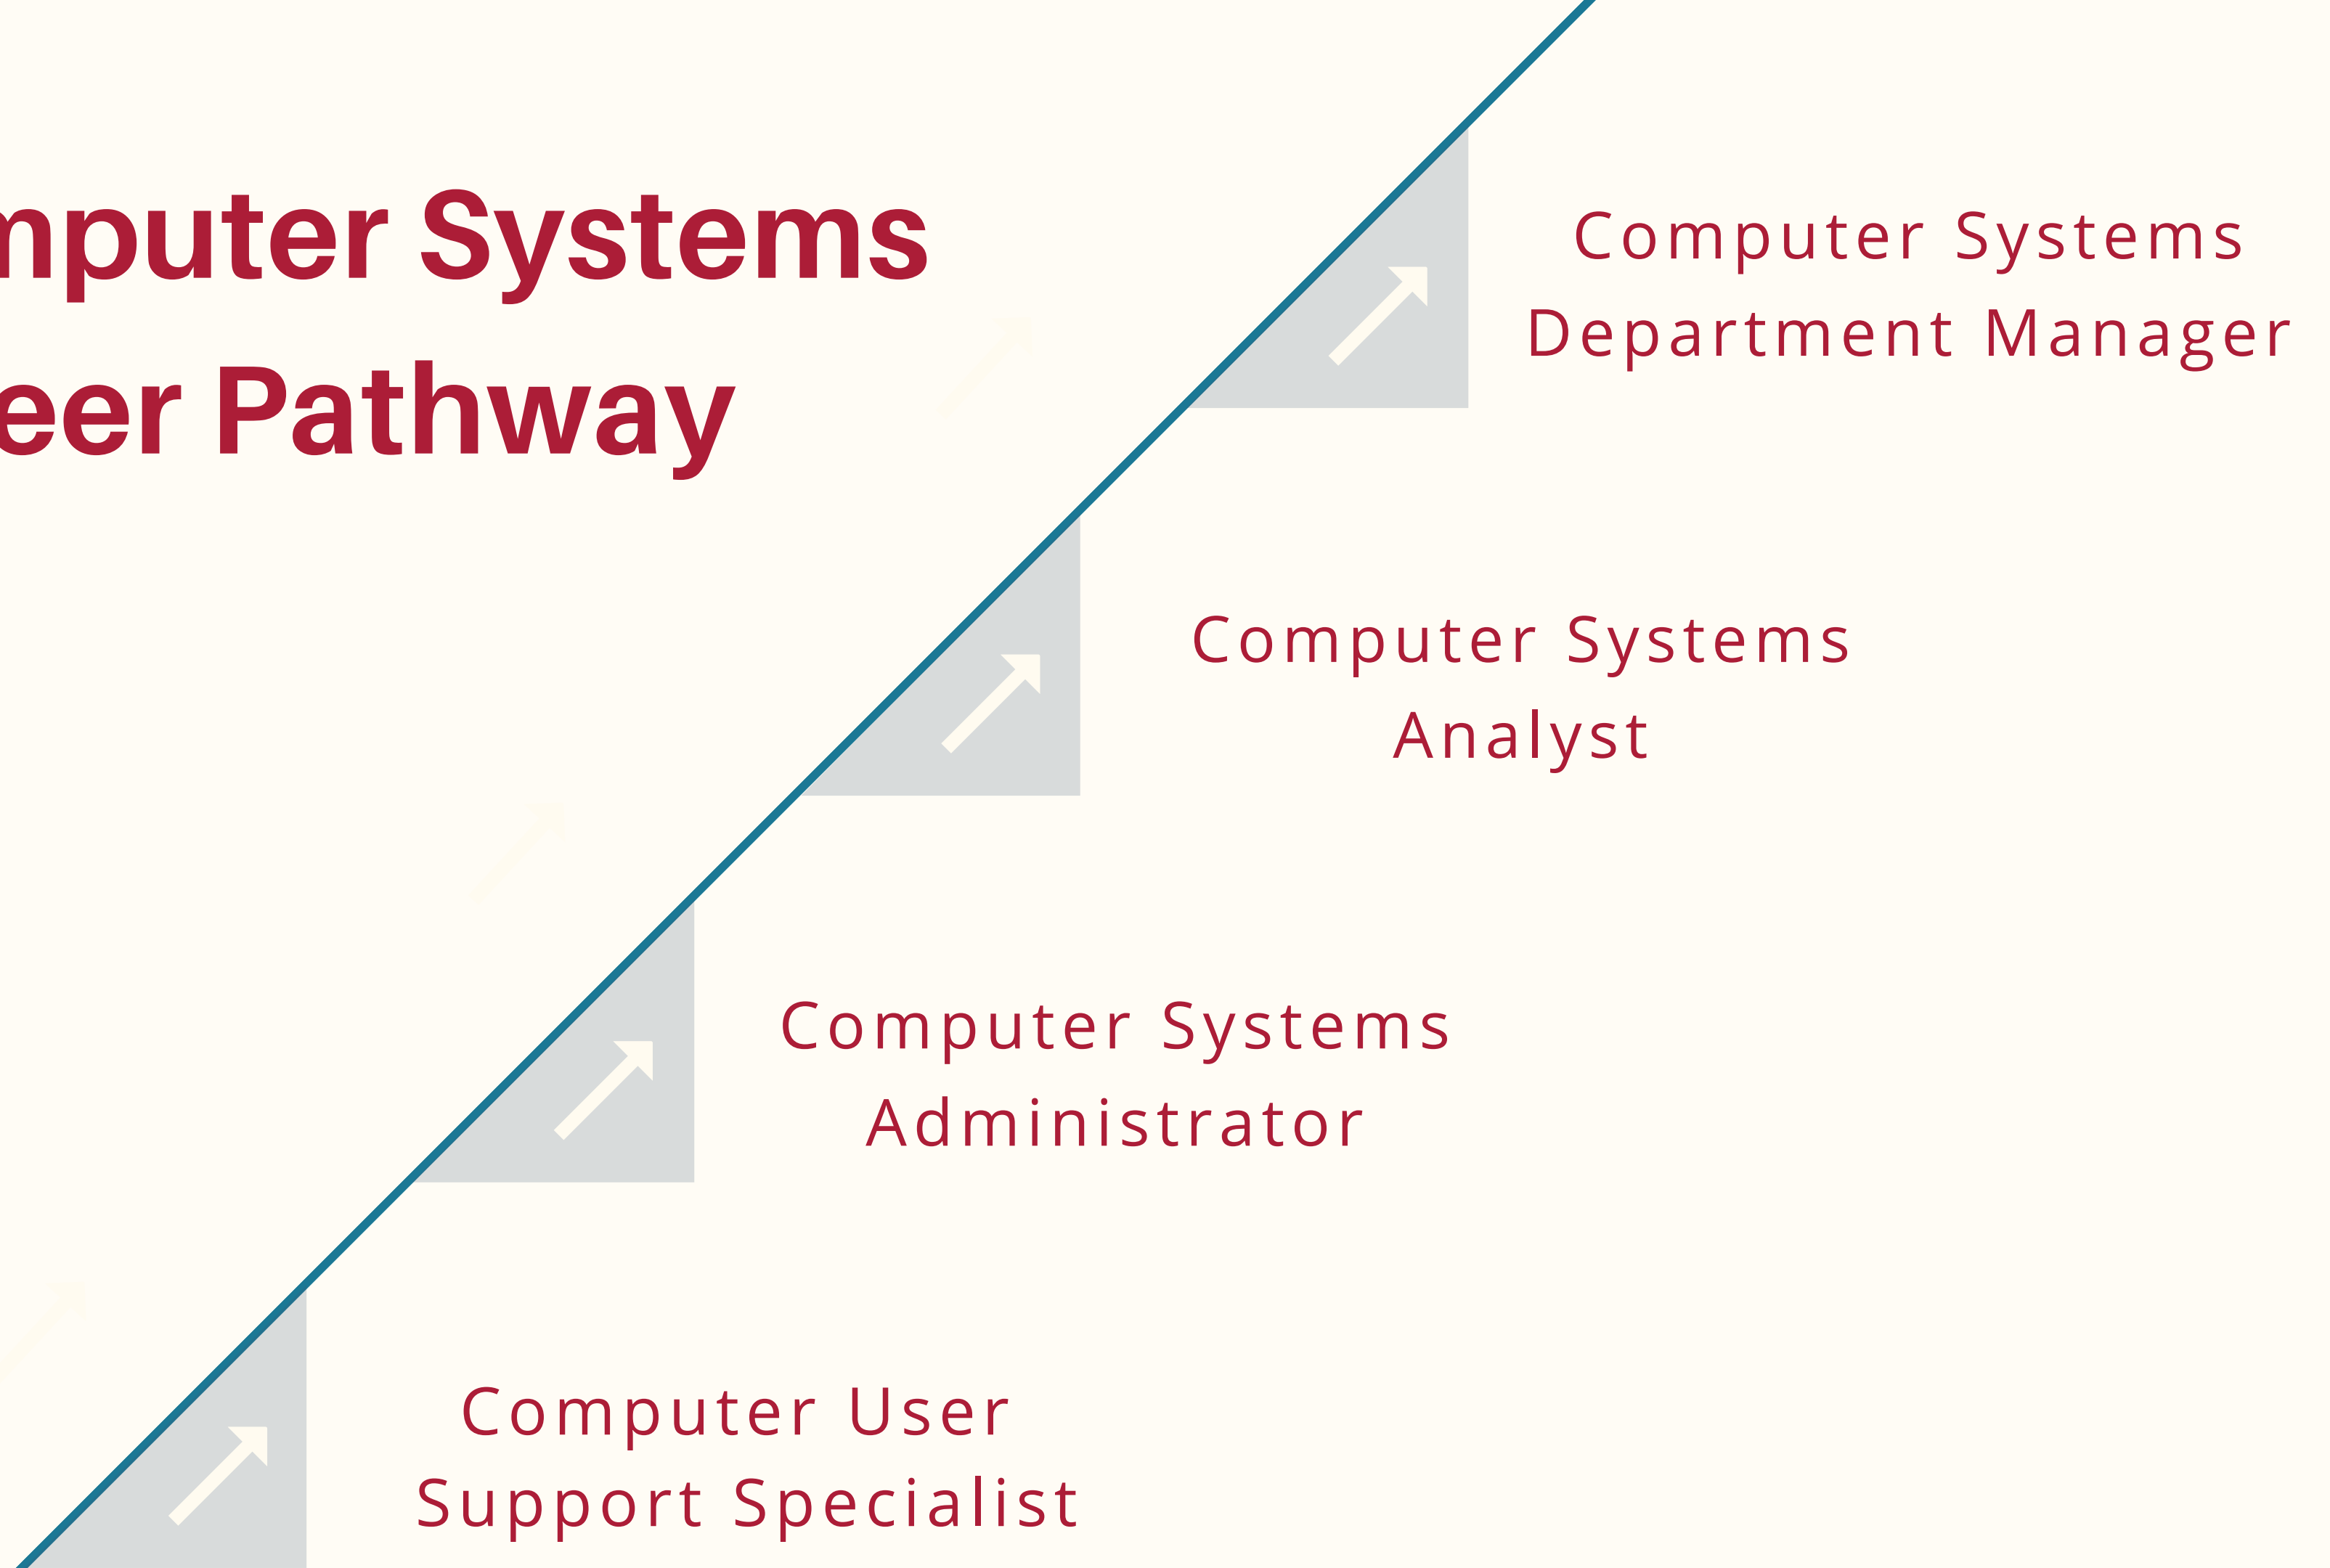 mputer Systems
eer Pathway
Computer Systems
Department Manager
Computer Systems
Analyst
Computer Systems
Administrator
Computer User
Support Specialist